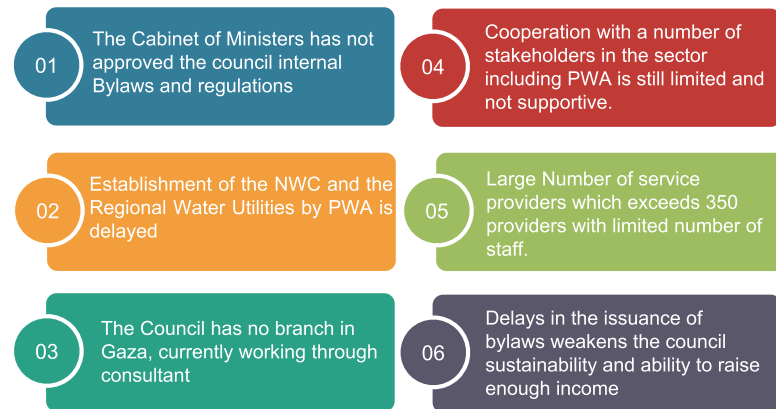 01
The Cabinet of Ministers has not
approved the council internal
Bylaws and regulations
02
Establishment of the NWC and the
Regional Water Utilities by PWA is
delayed
03
The Council has no branch in
Gaza, currently working through
consultant
04
Cooperation with a number of
stakeholders in the sector
including PWA is still limited and
not supportive.
05
Large Number of service
providers which exceeds 350
providers with limited number of
staff.
06
Delays in the issuance of
bylaws weakens the council
sustainability and ability to raise
enough income